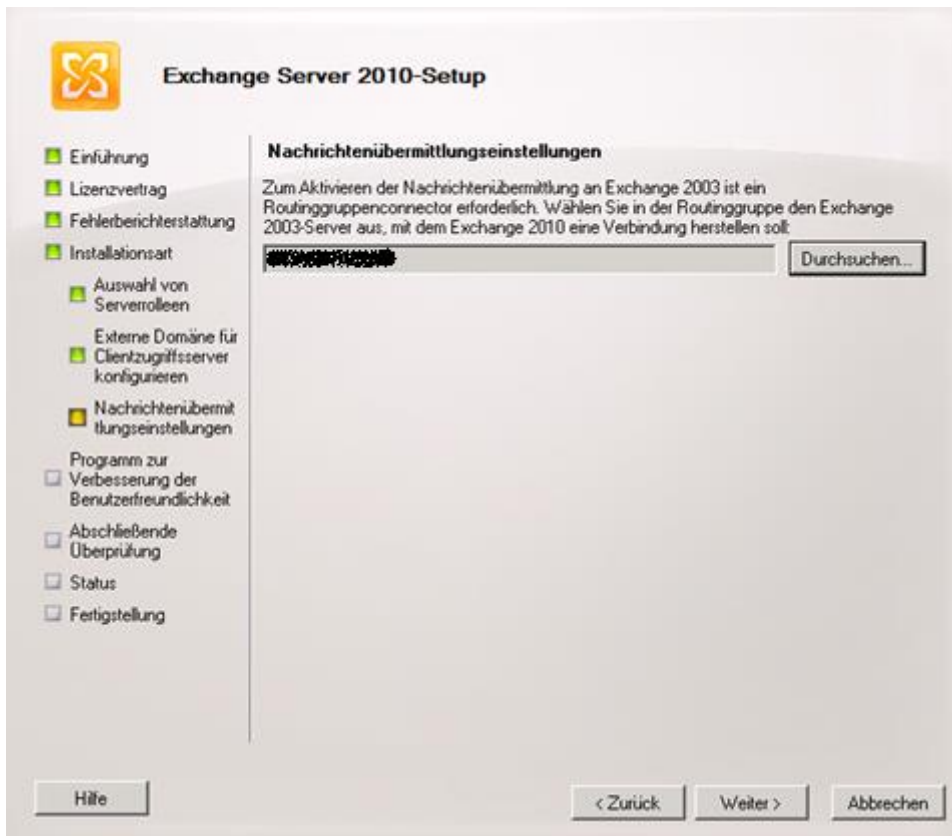 Exchange Server 2010-Setup
Einführung
Lizenzvertrag
Fehlerberichterstattung
Installationsart
Auswahl von
Serverrolleen
Externe Domäne für
Clientzugriffsserver
konfigurieren
Nachrichtenübermit
tlungseinstellungen
Programm zur
Verbesserung der
Benutzerfreundlichkeit
Abschließende
Überprüfung
Status
Fertigstellung
Nachrichtenübermittlungseinstellungen
Zum Aktivieren der Nachrichtenübermittlung an Exchange 2003 ist ein
Routinggruppenconnector erforderlich. Wählen Sie in der Routinggruppe den Exchange
2003-Server aus, mit dem Exchange 2010 eine Verbindung herstellen soll:
Durchsuchen...
Hilfe
< Zurück
Weiter >
Abbrechen